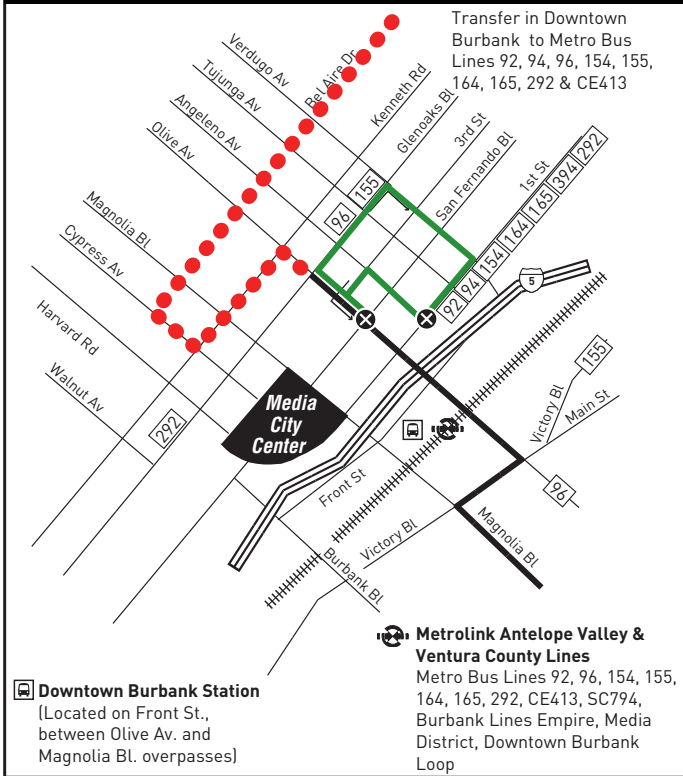 Transfer in Downtown
Burbank to Metro Bus
Lines 92, 94, 96, 154, 155,
164, 165, 292 & CE413
Verdugo Av
Tujunga Av
Angeleno Av
Olive Av
Magnolia Bl
Cypress Av
Harvard Rd
Walnut Av
Bel Aire Dr
Kenneth Rd
Glenoaks Bl
3rd St
San Fernando Bl
1st St
96
155
92
94
154
164
165
394
292
5
155
Victory Bl
Main St
96
292
Media
City
Center
Front St
Victory Bl
Burbank Bl
Magnolia Bl
Metrolink Antelope Valley &
Ventura County Lines
Metro Bus Lines 92, 96, 154, 155,
164, 165, 292, CE413, SC794,
Burbank Lines Empire, Media
District, Downtown Burbank
Loop
Downtown Burbank Station
(Located on Front St.,
between Olive Av. and
Magnolia Bl. overpasses)